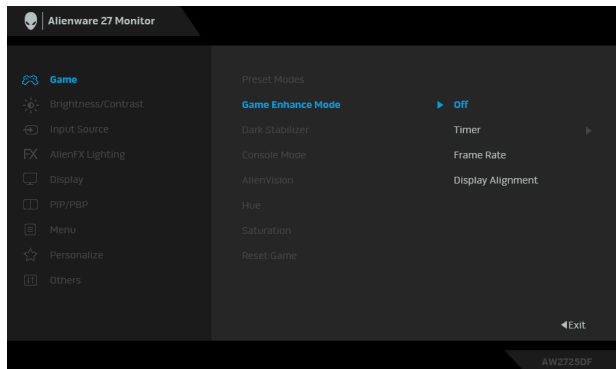 Alienware 27 Monitor
Game
Brightness/Contrast
Input Source
AlienFX Lighting
Display
PIP/PBP
Menu
Personalize
Others
Preset Modes
Game Enhance Mode
Dark Stabilizer
Console Mode
AlienVision
Hue
Saturation
Reset Game
Off
Timer
Frame Rate
Display Alignment
Exit
AW2725DF